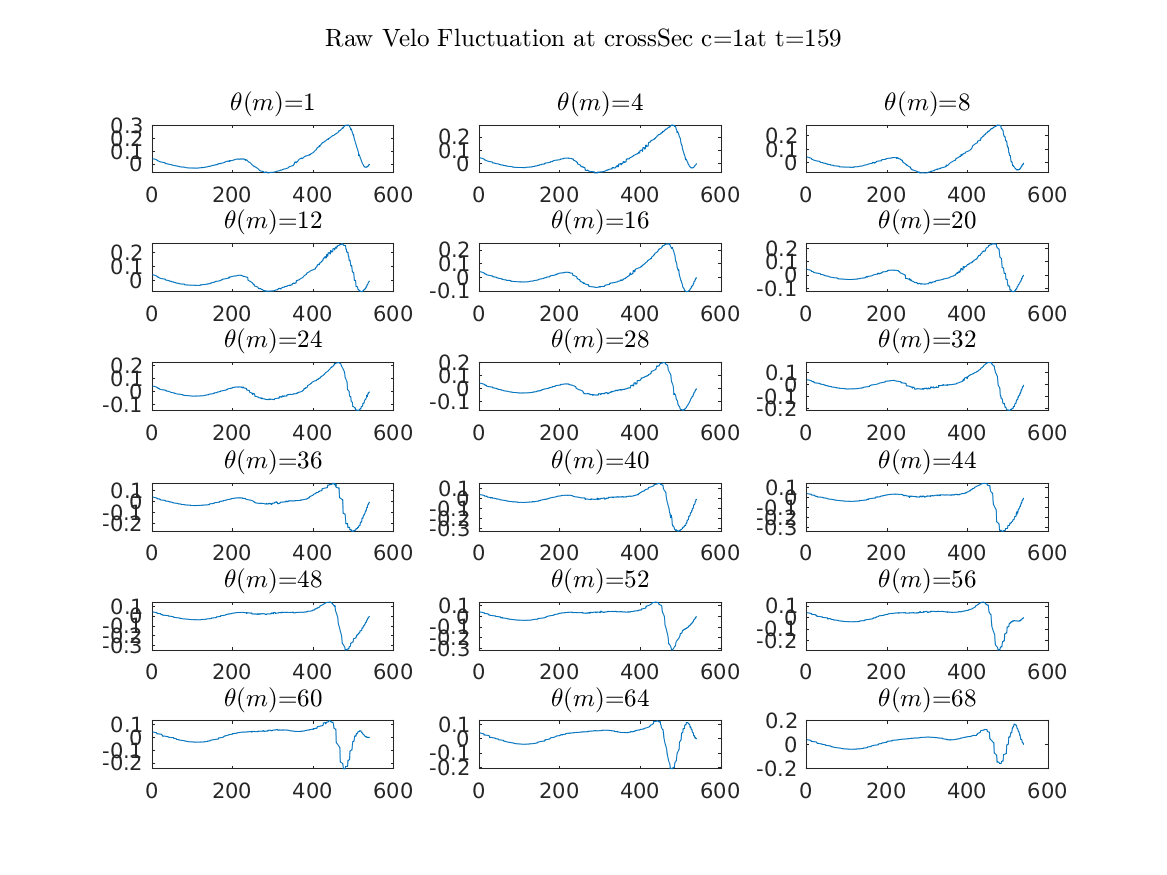 Raw Velo Fluctuation at crossSec c=1at t=159
θ(m)=1 θ(m)=4 θ(m)=8
0.3 0.2 0.1 0 0.2 0.1 0 0.2 0.1 0
0 200 400 600 0 200 400 600 0 200 400 600
θ(m)=12 θ(m)=16 θ(m)=20
0.2 0.1 0 0.2 0.1 0 -0.1 0.2 0.1 0 -0.1
0 200 400 600 0 200 400 600 0 200 400 600
θ(m)=24 θ(m)=28 θ(m)=32
0.2 0.1 0 -0.1 0.2 0.1 0 -0.1 0.1 0 -0.1 -0.2
0 200 400 600 0 200 400 600 0 200 400 600
θ(m)=36 θ(m)=40 θ(m)=44
0.1 0 -0.1 -0.2 0.1 0 -0.1 -0.2 -0.3 0.1 0 -0.1 -0.2 -0.3
0 200 400 600 0 200 400 600 0 200 400 600
θ(m)=48 θ(m)=52 θ(m)=56
0.1 0 -0.1 -0.2 -0.3 0.1 0 -0.1 -0.2 -0.3 0.1 0 -0.1 -0.2
0 200 400 600 0 200 400 600 0 200 400 600
θ(m)=60 θ(m)=64 θ(m)=68
0.1 0 -0.1 -0.2 0.1 0 -0.1 -0.2 0.2 0 -0.2
0 200 400 600 0 200 400 600 0 200 400 600